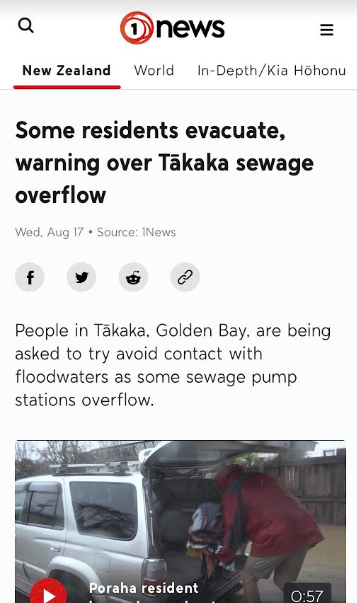 1news
New Zealand World In-Depth/Kia Hōhonu
Some residents evacuate,
warning over Tākaka sewage
overflow
Wed, Aug 17 • Source: 1News
People in Tākaka, Golden Bay, are being
asked to try avoid contact with
floodwaters as some sewage pump
stations overflow.
Poraha resident
0:57